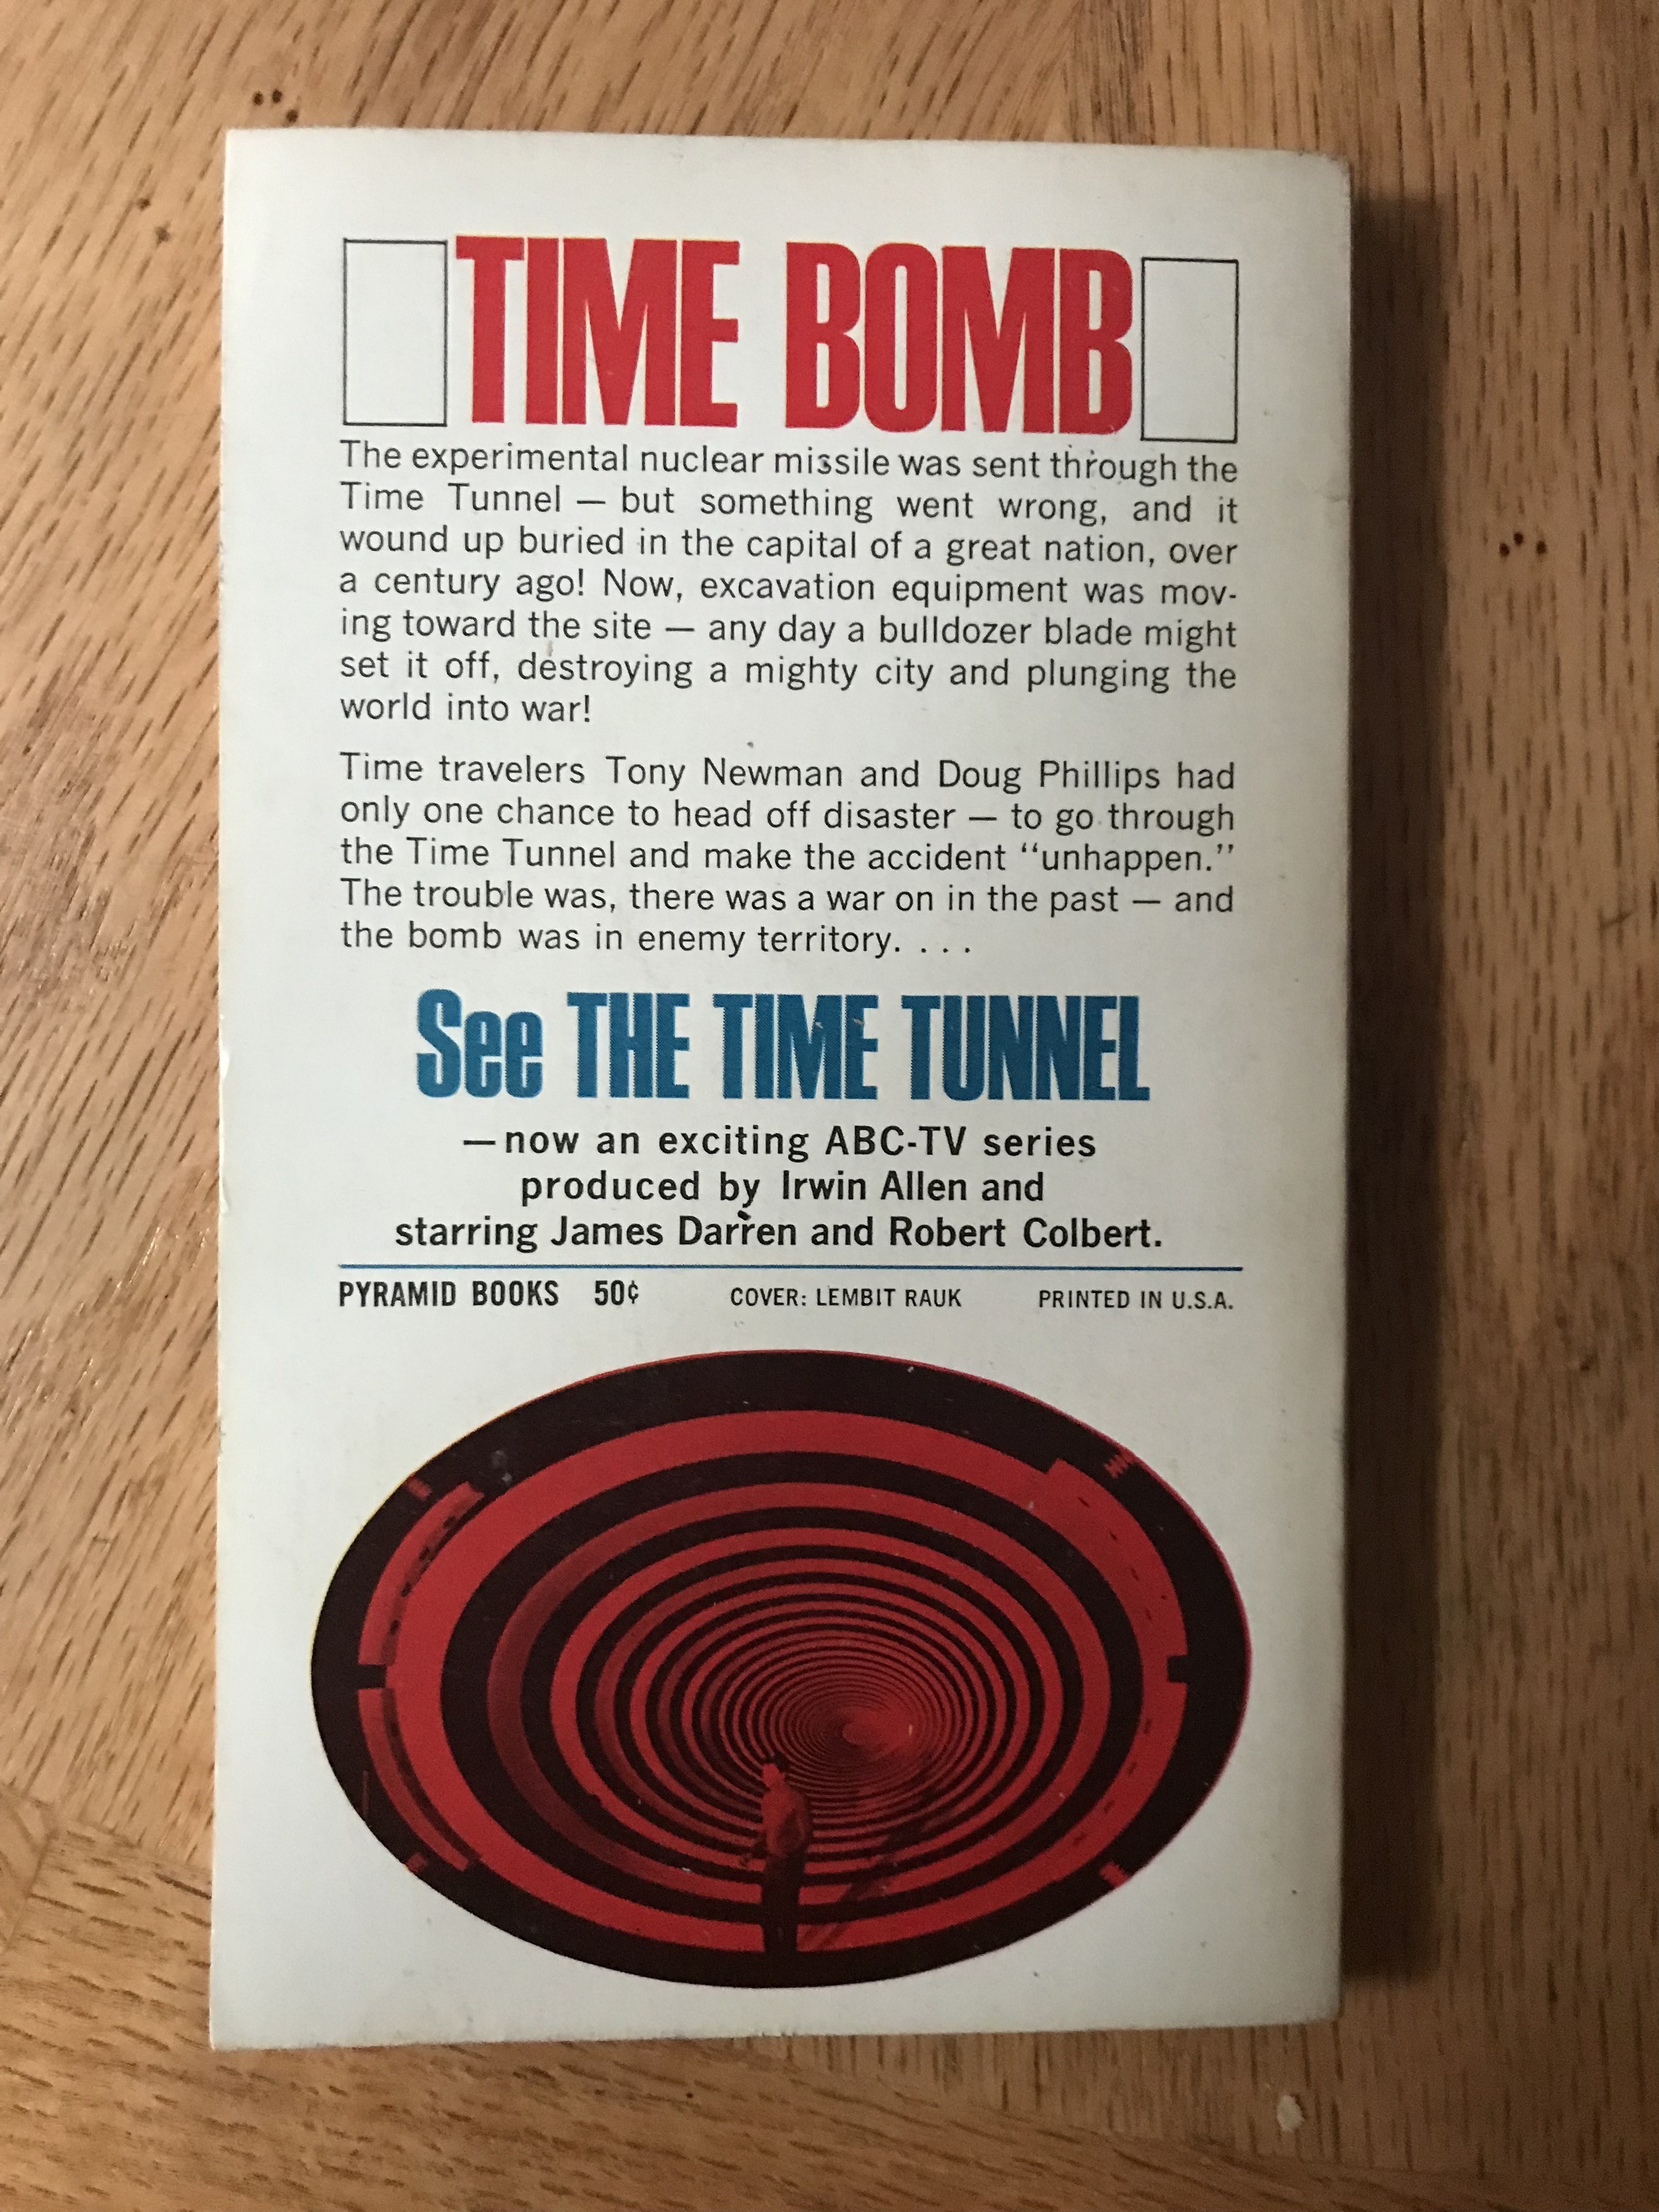 TIME BOMB
The experimental nuclear missile was sent through the
Time Tunnel — but something went wrong, and it
wound up buried in the capital of a great nation, over
a century ago! Now, excavation equipment was mov-
ing toward the site — any day a bulldozer blade might
set it off, destroying a mighty city and plunging the
world into war!
Time travelers Tony Newman and Doug Phillips had
only one chance to head off disaster — to go through
the Time Tunnel and make the accident “unhappen.”
The trouble was, there was a war on in the past — and
the bomb was in enemy territory. . . .
See THE TIME TUNNEL
—now an exciting ABC-TV series
produced by Irwin Allen and
starring James Darren and Robert Colbert.
PYRAMID BOOKS 50¢ COVER: LEMBIT RAUK PRINTED IN U.S.A.